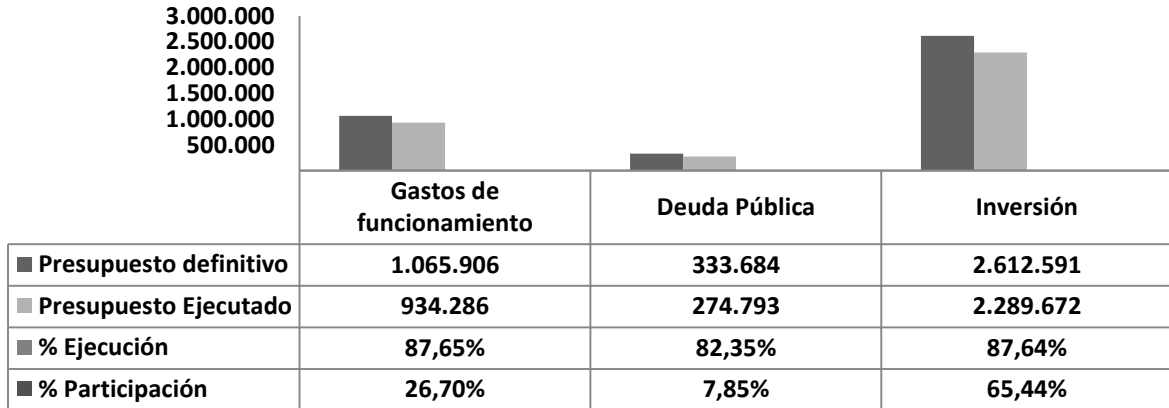 3.000.000
2.500.000
2.000.000
1.500.000
1.000.000
500.000
Gastos de
funcionamiento
Deuda Pública
Inversión
Presupuesto definitivo 1.065.906 333.684 2.612.591
Presupuesto Ejecutado 934.286 274.793 2.289.672
% Ejecución 87,65% 82,35% 87,64%
% Participación 26,70% 7,85% 65,44%